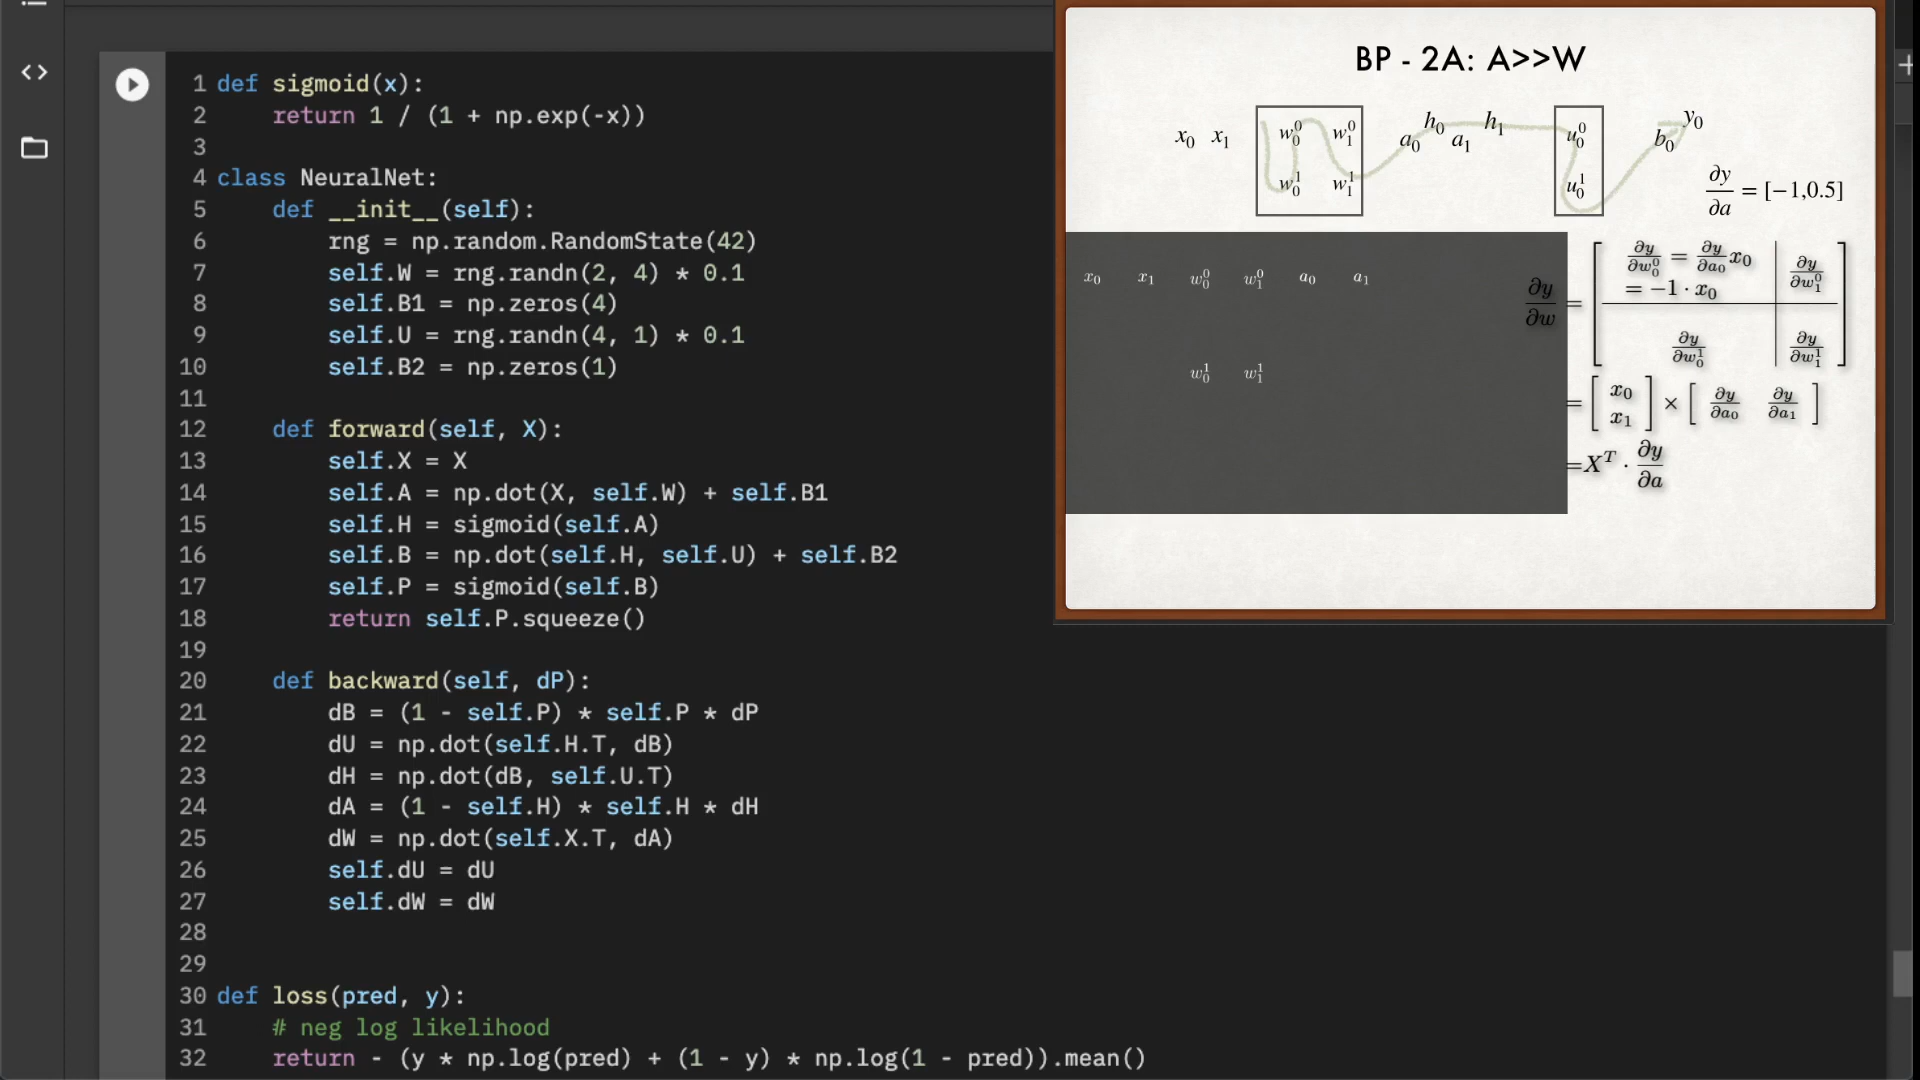 1 def sigmoid(x):
2 return 1 / (1 + np.exp(-x))
3
4 class NeuralNet:
5 def __init__(self):
6 rng = np.random.RandomState(42)
7 self.W = rng.randn(2, 4) * 0.1
8 self.B1 = np.zeros(4)
9 self.U = rng.randn(4, 1) * 0.1
10 self.B2 = np.zeros(1)
11
12 def forward(self, X):
13 self.X = X
14 self.A = np.dot(X, self.W) + self.B1
15 self.H = sigmoid(self.A)
16 self.B = np.dot(self.H, self.U) + self.B2
17 self.P = sigmoid(self.B)
18 return self.P.squeeze()
19
20 def backward(self, dP):
21 dB = (1 - self.P) * self.P * dP
22 dU = np.dot(self.H.T, dB)
23 dH = np.dot(dB, self.U.T)
24 dA = (1 - self.H) * self.H * dH
25 dW = np.dot(self.X.T, dA)
26 self.dU = dU
27 self.dW = dW
28
29
30 def loss(pred, y):
31 # neg log likelihood
32 return - (y * np.log(pred) + (1 - y) * np.log(1 - pred)).mean()
BP - 2A: A>>W
x₀ x₁ w₀⁰ w₁⁰ a₀ h₀ a₁ h₁ u₀⁰ b₀ y₀
w₀¹ w₁¹ u₀¹
∂y/∂a = [−1,0.5]
x₀ x₁ w₀⁰ w₁⁰ a₀ a₁
w₀¹ w₁¹
∂y/∂w = [ ∂y/∂w₀⁰ = ∂y/∂a₀ x₀ = −1 · x₀ | ∂y/∂w₁⁰
∂y/∂w₀¹ | ∂y/∂w₁¹ ]
= [ x₀ x₁ ] × [ ∂y/∂a₀ ∂y/∂a₁ ]
=Xᵀ · ∂y/∂a